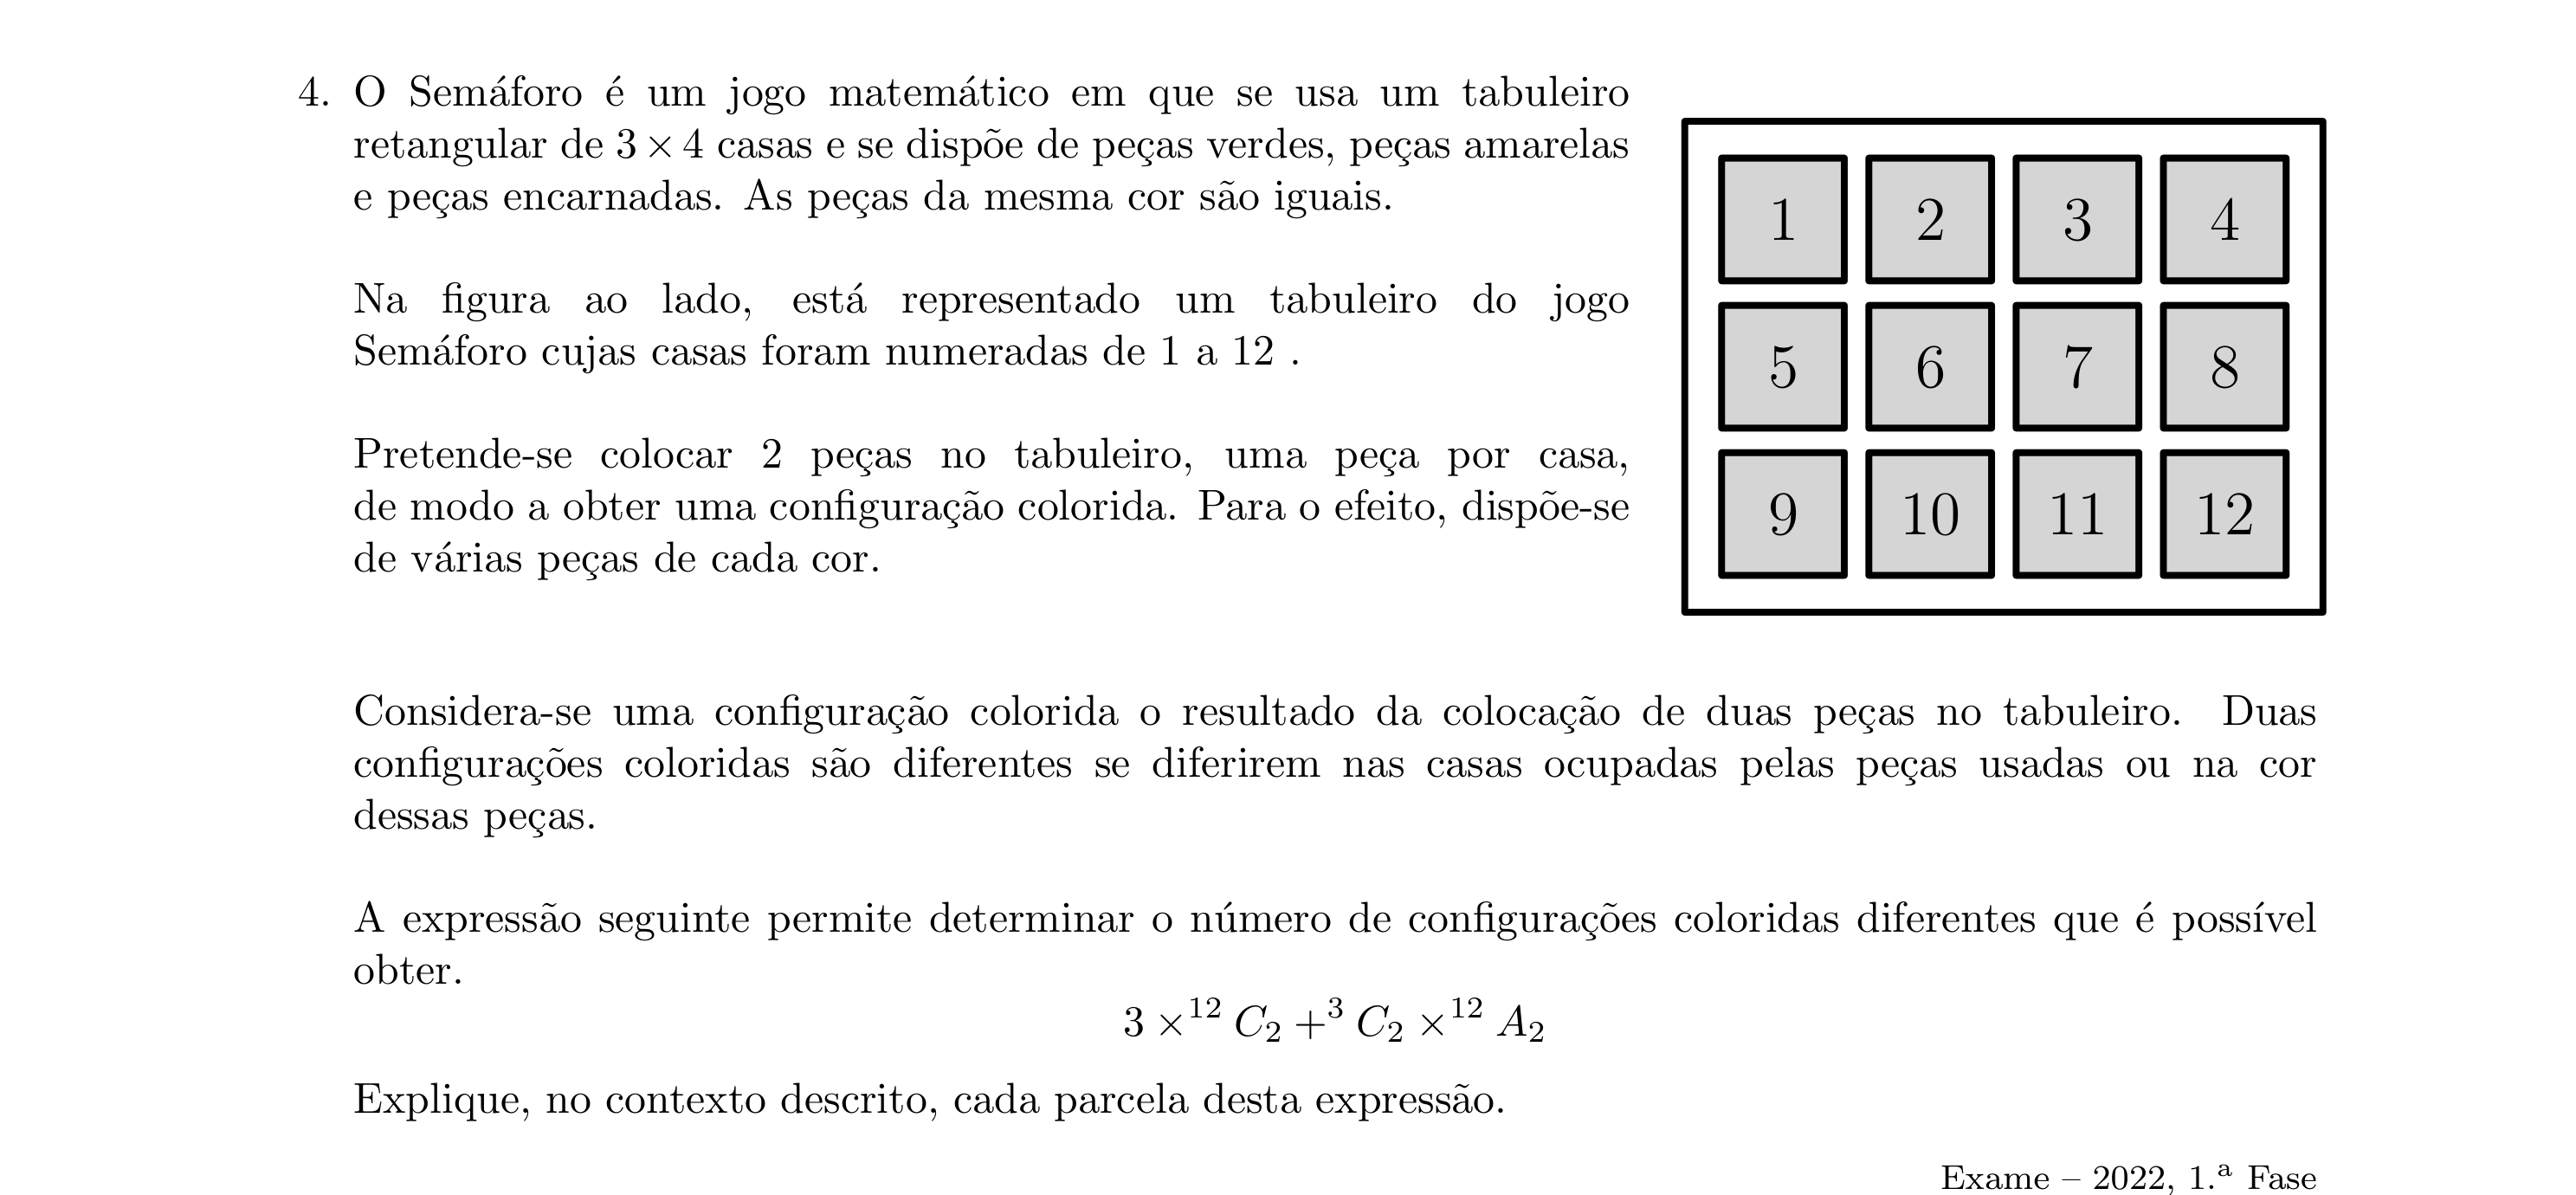 4. O Semáforo é um jogo matemático em que se usa um tabuleiro
retangular de 3 × 4 casas e se dispõe de peças verdes, peças amarelas
e peças encarnadas. As peças da mesma cor são iguais.
Na figura ao lado, está representado um tabuleiro do jogo
Semáforo cujas casas foram numeradas de 1 a 12 .
Pretende-se colocar 2 peças no tabuleiro, uma peça por casa,
de modo a obter uma configuração colorida. Para o efeito, dispõe-se
de várias peças de cada cor.
1 2 3 4
5 6 7 8
9 10 11 12
Considera-se uma configuração colorida o resultado da colocação de duas peças no tabuleiro. Duas
configurações coloridas são diferentes se diferirem nas casas ocupadas pelas peças usadas ou na cor
dessas peças.
A expressão seguinte permite determinar o número de configurações coloridas diferentes que é possível
obter.
3 ×¹² C₂ +³ C₂ ×¹² A₂
Explique, no contexto descrito, cada parcela desta expressão.
Exame – 2022, 1.ª Fase